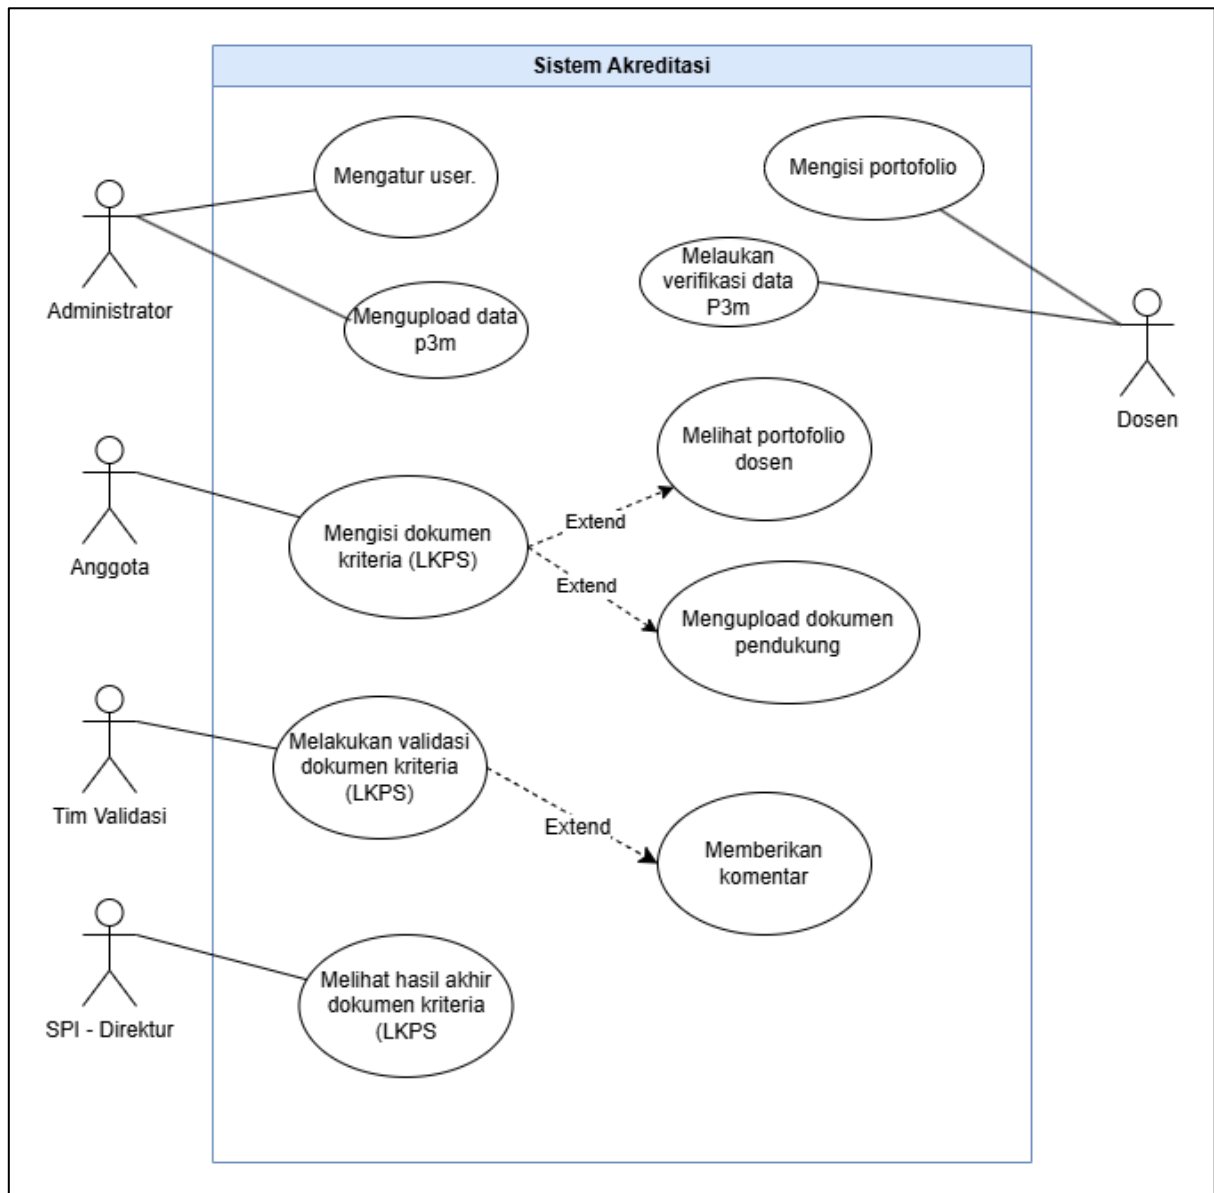 Sistem Akreditasi
Mengatur user.
Mengisi portofolio
Administrator
Melaukan
verifikasi data
P3m
Mengupload data
p3m
Dosen
Anggota
Mengisi dokumen
kriteria (LKPS)
Extend
Extend
Melihat portofolio
dosen
Mengupload dokumen
pendukung
Tim Validasi
Melakukan validasi
dokumen kriteria
(LKPS)
Extend
Memberikan
komentar
SPI - Direktur
Melihat hasil akhir
dokumen kriteria
(LKPS